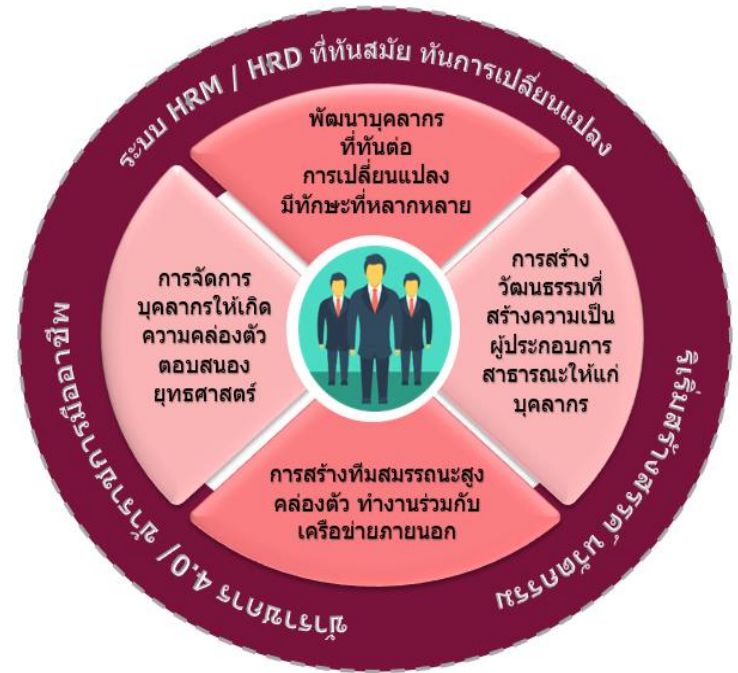 ระบบ HRM / HRD ที่ทันสมัย ทันการเปลี่ยนแปลง
พัฒนาบุคลากร
ที่ทันต่อ
การเปลี่ยนแปลง
มีทักษะที่หลากหลาย
การจัดการ
บุคลากรให้เกิด
ความคล่องตัว
ตอบสนอง
ยุทธศาสตร์
การสร้าง
วัฒนธรรมที่
สร้างความเป็น
ผู้ประกอบการ
สาธารณะให้แก่
บุคลากร
การสร้างทีมสมรรถนะสูง
คล่องตัว ทำงานร่วมกับ
เครือข่ายภายนอก
ข้าราชการ 4.0/ ข้าราชการมืออาชีพ
ริเริ่มสร้างสรรค์ นวัตกรรม